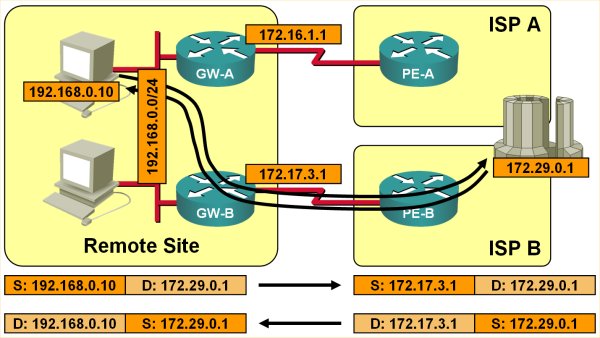 ISP A
172.16.1.1
GW-A
PE-A
192.168.0.10
192.168.0.0/24
172.29.0.1
172.17.3.1
GW-B
PE-B
Remote Site
ISP B
S: 192.168.0.10 D: 172.29.0.1 S: 172.17.3.1 D: 172.29.0.1
D: 192.168.0.10 S: 172.29.0.1 D: 172.17.3.1 S: 172.29.0.1